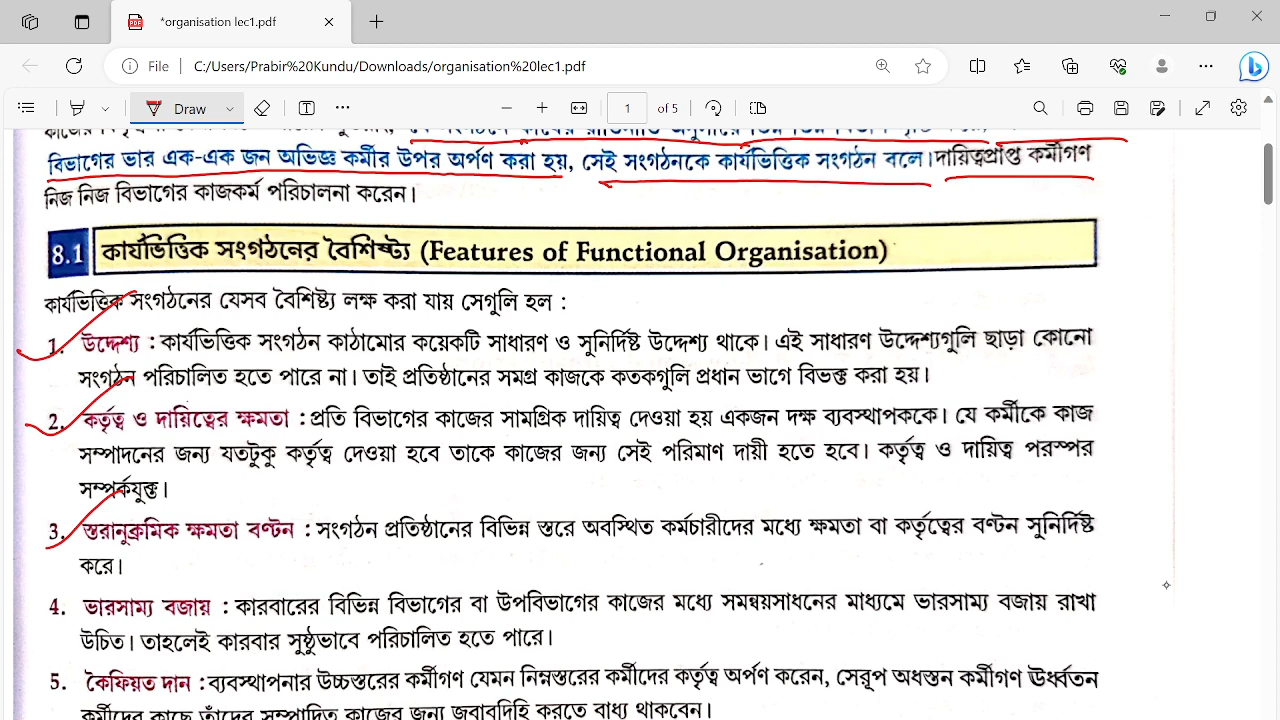 *organisation lec1.pdf
File C:/Users/Prabir%20Kundu/Downloads/organisation%20lec1.pdf
Draw 1 of 5
বিভাগের ভার এক-এক জন অভিজ্ঞ কর্মীর উপর অর্পণ করা হয়, সেই সংগঠনকে কার্যভিত্তিক সংগঠন বলে। দায়িত্বপ্রাপ্ত কর্মীগণ
নিজ নিজ বিভাগের কাজকর্ম পরিচালনা করেন।
8.1 কার্যভিত্তিক সংগঠনের বৈশিষ্ট্য (Features of Functional Organisation)
কার্যভিত্তিক সংগঠনের যেসব বৈশিষ্ট্য লক্ষ করা যায় সেগুলি হল :
1. উদ্দেশ্য : কার্যভিত্তিক সংগঠন কাঠামোর কয়েকটি সাধারণ ও সুনির্দিষ্ট উদ্দেশ্য থাকে। এই সাধারণ উদ্দেশ্যগুলি ছাড়া কোনো
সংগঠন পরিচালিত হতে পারে না। তাই প্রতিষ্ঠানের সমগ্র কাজকে কতকগুলি প্রধান ভাগে বিভক্ত করা হয়।
2. কর্তৃত্ব ও দায়িত্বের ক্ষমতা : প্রতি বিভাগের কাজের সামগ্রিক দায়িত্ব দেওয়া হয় একজন দক্ষ ব্যবস্থাপককে। যে কর্মীকে কাজ
সম্পাদনের জন্য যতটুকু কর্তৃত্ব দেওয়া হবে তাকে কাজের জন্য সেই পরিমাণ দায়ী হতে হবে। কর্তৃত্ব ও দায়িত্ব পরস্পর
সম্পর্কযুক্ত।
3. স্তরানুক্রমিক ক্ষমতা বণ্টন : সংগঠন প্রতিষ্ঠানের বিভিন্ন স্তরে অবস্থিত কর্মচারীদের মধ্যে ক্ষমতা বা কর্তৃত্বের বণ্টন সুনির্দিষ্ট
করে।
4. ভারসাম্য বজায় : কারবারের বিভিন্ন বিভাগের বা উপবিভাগের কাজের মধ্যে সমন্বয়সাধনের মাধ্যমে ভারসাম্য বজায় রাখা
উচিত। তাহলেই কারবার সুষ্ঠুভাবে পরিচালিত হতে পারে।
5. কৈফিয়ত দান : ব্যবস্থাপনার উচ্চস্তরের কর্মীগণ যেমন নিম্নস্তরের কর্মীদের কর্তৃত্ব অর্পণ করেন, সেরূপ অধস্তন কর্মীগণ ঊর্ধ্বতন
কর্মীদের কাছে তাঁদের সম্পাদিত কাজের জন্য জবাবদিহি করতে বাধ্য থাকবেন।